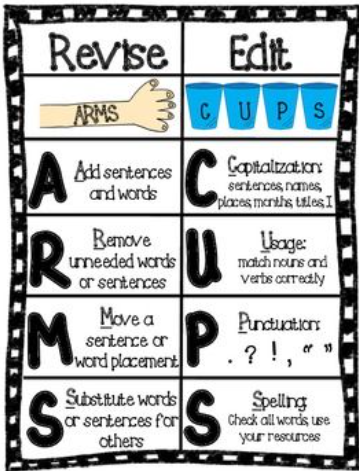 Revise
Edit
ARMS
C U P S
A
Add sentences
and words
C
Capitalization:
sentences, names,
places, months, titles, I
R
Remove
unneeded words
or sentences
U
Usage:
match nouns and
verbs correctly
M
Move a
sentence or
word placement
P
Punctuation:
. ? ! , “ ”
S
Substitute words
or sentences for
others
S
Spelling:
Check all words, use
your resources